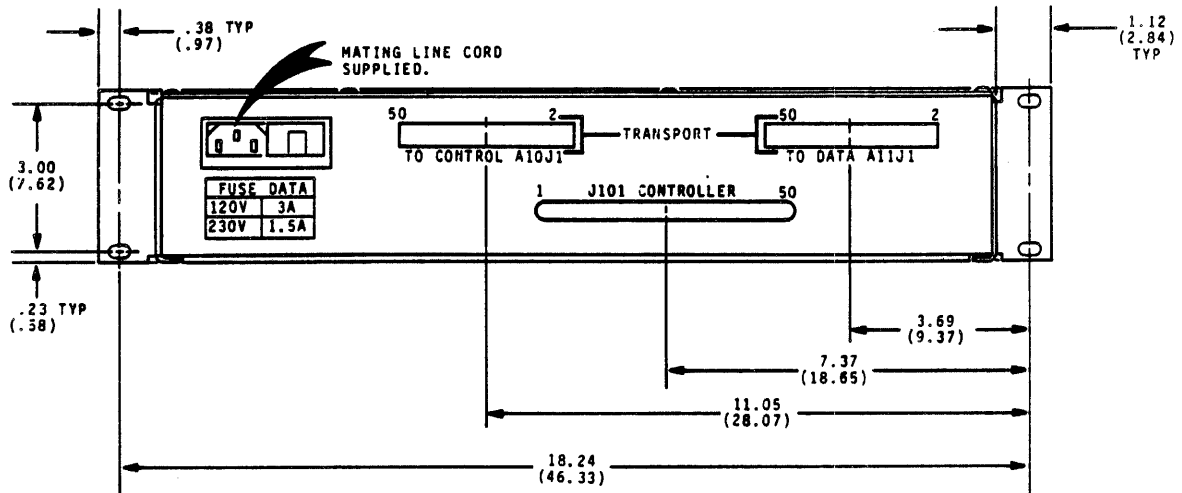 .38 TYP
(.97)
MATING LINE CORD
SUPPLIED.
1.12
(2.84)
TYP
50 2
TRANSPORT
50 2
TO CONTROL A10J1
TO DATA A11J1
3.00
(7.62)
FUSE DATA
120V 3A
230V 1.5A
1 J101 CONTROLLER 50
.23 TYP
(.58)
3.69
(9.37)
7.37
(18.65)
11.05
(28.07)
18.24
(46.33)